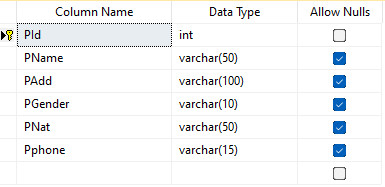 Column Name Data Type Allow Nulls
PId int
PName varchar(50)
PAdd varchar(100)
PGender varchar(10)
PNat varchar(50)
Pphone varchar(15)